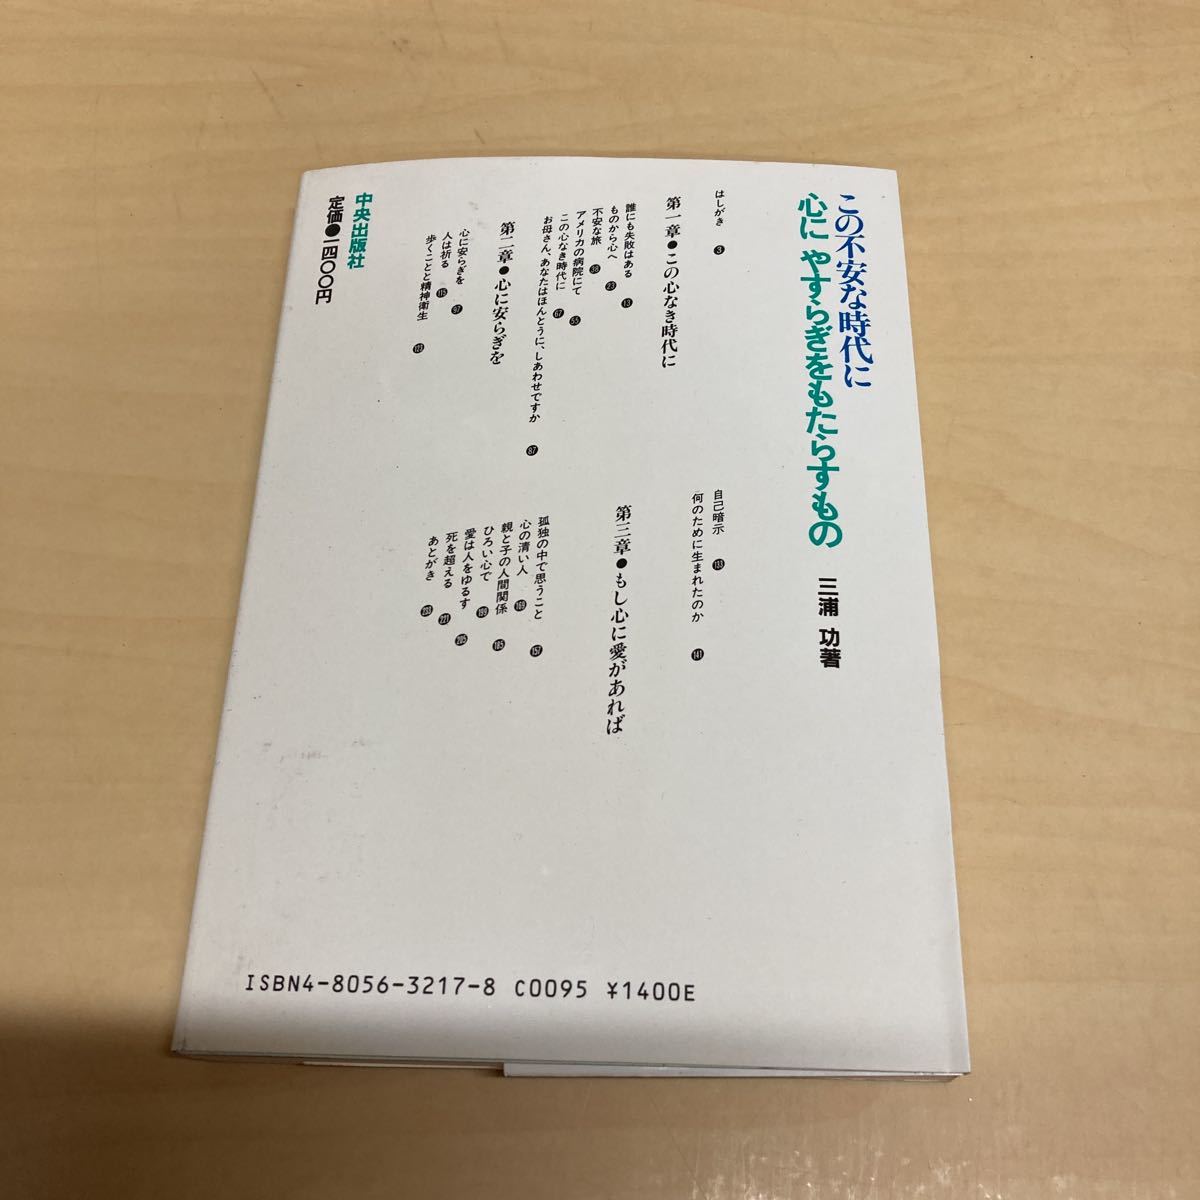 この不安な時代に
心に やすらぎをもたらすもの
三浦 功著
はしがき 3
第一章●この心なき時代に
誰にも失敗はある 13
ものから心へ 23
不安な旅 38
アメリカの病院にて 55
この心なき時代に 67
お母さん、あなたはほんとうに、しあわせですか 87
第二章●心に安らぎを
心に安らぎを 97
人は祈る 115
歩くことと精神衛生 123
自己暗示 133
何のために生まれたのか 141
第三章●もし心に愛があれば
孤独の中で思うこと 157
心の清い人 169
親と子の人間関係 185
ひろい心で 199
愛は人をゆるす 205
死を超える 221
あとがき 233
中央出版社
定価●一四〇〇円
ISBN4-8056-3217-8 C0095 ¥1400E